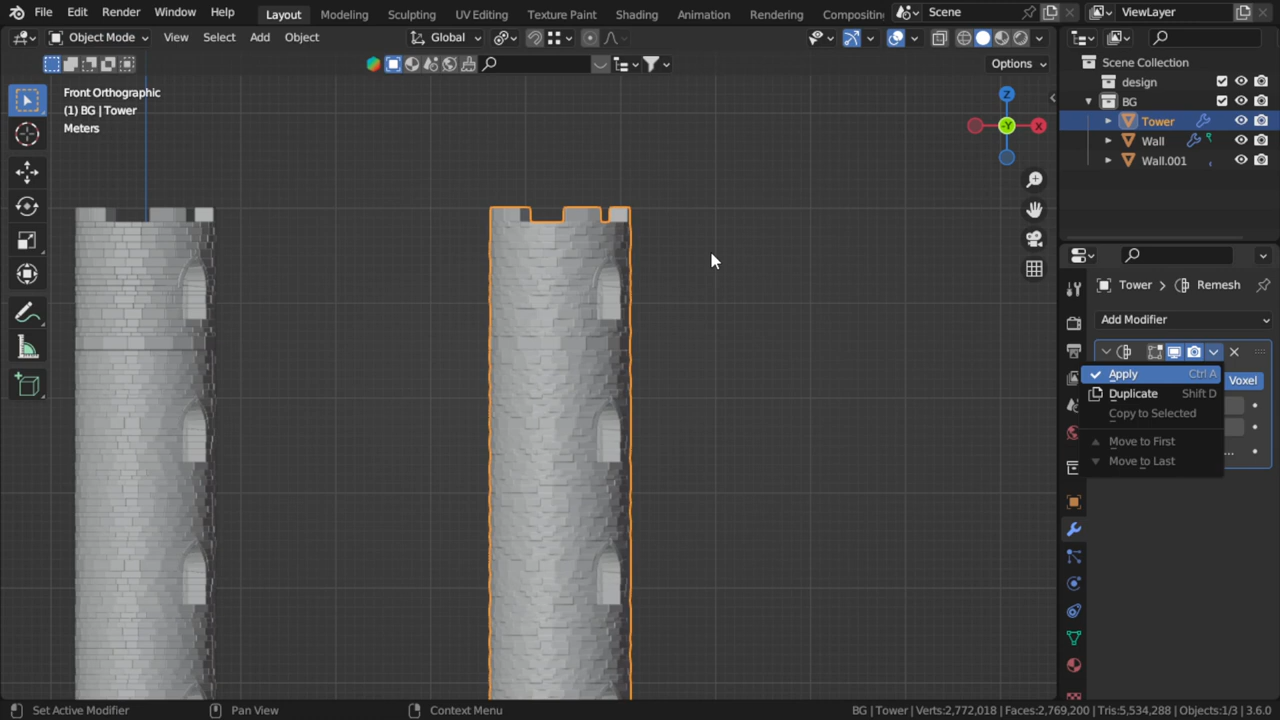 File Edit Render Window Help Layout Modeling Sculpting UV Editing Texture Paint Shading Animation Rendering Compositing Scene ViewLayer
Object Mode View Select Add Object Global
Options
Front Orthographic
(1) BG | Tower
Meters
Z
-Y
X
Scene Collection
design
BG
Tower
Wall
Wall.001
Tower Remesh
Add Modifier
Apply Ctrl A
Voxel
Duplicate Shift D
Copy to Selected
Move to First
Move to Last
Set Active Modifier Pan View Context Menu BG | Tower | Verts:2,772,018 | Faces:2,769,200 | Tris:5,534,288 | Objects:1/3 | 3.6.0